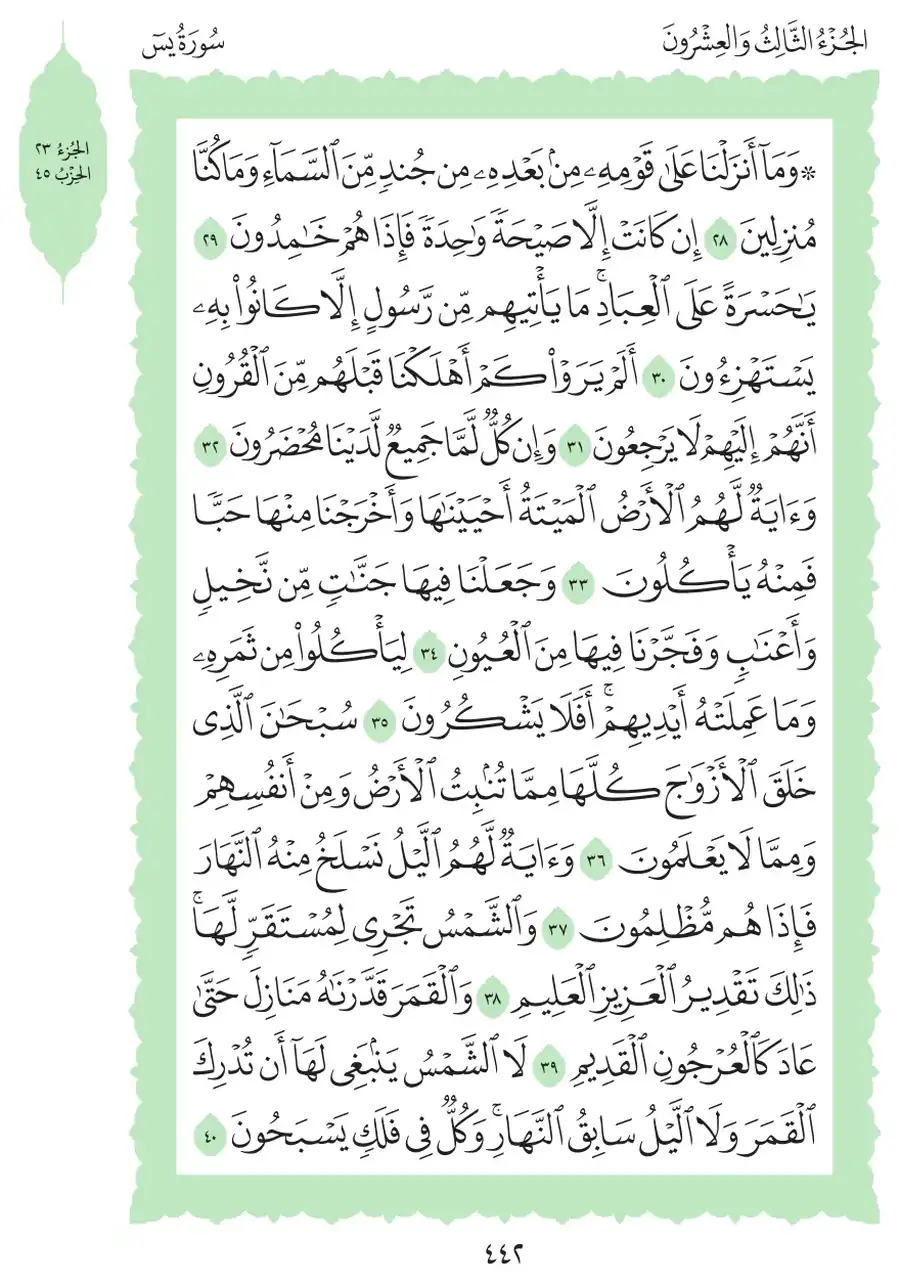 الجُزْءُ الثَّالِثُ وَالعِشْرُونَ
سُورَةُ يسٓ
الجُزءُ ٢٣
الحِزْبُ ٤٥
* وَمَآ أَنزَلْنَا عَلَىٰ قَوْمِهِۦ مِنۢ بَعْدِهِۦ مِن جُندٍ مِّنَ ٱلسَّمَآءِ وَمَا كُنَّا
مُنزِلِينَ ٢٨ إِن كَانَتْ إِلَّا صَيْحَةً وَٰحِدَةً فَإِذَا هُمْ خَٰمِدُونَ ٢٩
يَٰحَسْرَةً عَلَى ٱلْعِبَادِۚ مَا يَأْتِيهِم مِّن رَّسُولٍ إِلَّا كَانُوا۟ بِهِۦ
يَسْتَهْزِءُونَ ٣٠ أَلَمْ يَرَوْا۟ كَمْ أَهْلَكْنَا قَبْلَهُم مِّنَ ٱلْقُرُونِ
أَنَّهُمْ إِلَيْهِمْ لَا يَرْجِعُونَ ٣١ وَإِن كُلٌّ لَّمَّا جَمِيعٌ لَّدَيْنَا مُحْضَرُونَ ٣٢
وَءَايَةٌ لَّهُمُ ٱلْأَرْضُ ٱلْمَيْتَةُ أَحْيَيْنَٰهَا وَأَخْرَجْنَا مِنْهَا حَبًّا
فَمِنْهُ يَأْكُلُونَ ٣٣ وَجَعَلْنَا فِيهَا جَنَّٰتٍ مِّن نَّخِيلٍ
وَأَعْنَٰبٍ وَفَجَّرْنَا فِيهَا مِنَ ٱلْعُيُونِ ٣٤ لِيَأْكُلُوا۟ مِن ثَمَرِهِۦ
وَمَا عَمِلَتْهُ أَيْدِيهِمْۚ أَفَلَا يَشْكُرُونَ ٣٥ سُبْحَٰنَ ٱلَّذِى
خَلَقَ ٱلْأَزْوَٰجَ كُلَّهَا مِمَّا تُنۢبِتُ ٱلْأَرْضُ وَمِنْ أَنفُسِهِمْ
وَمِمَّا لَا يَعْلَمُونَ ٣٦ وَءَايَةٌ لَّهُمُ ٱلَّيْلُ نَسْلَخُ مِنْهُ ٱلنَّهَارَ
فَإِذَا هُم مُّظْلِمُونَ ٣٧ وَٱلشَّمْسُ تَجْرِى لِمُسْتَقَرٍّ لَّهَاۚ
ذَٰلِكَ تَقْدِيرُ ٱلْعَزِيزِ ٱلْعَلِيمِ ٣٨ وَٱلْقَمَرَ قَدَّرْنَٰهُ مَنَازِلَ حَتَّىٰ
عَادَ كَٱلْعُرْجُونِ ٱلْقَدِيمِ ٣٩ لَا ٱلشَّمْسُ يَنۢبَغِى لَهَآ أَن تُدْرِكَ
ٱلْقَمَرَ وَلَا ٱلَّيْلُ سَابِقُ ٱلنَّهَارِۚ وَكُلٌّ فِى فَلَكٍ يَسْبَحُونَ ٤٠
٤٤٢